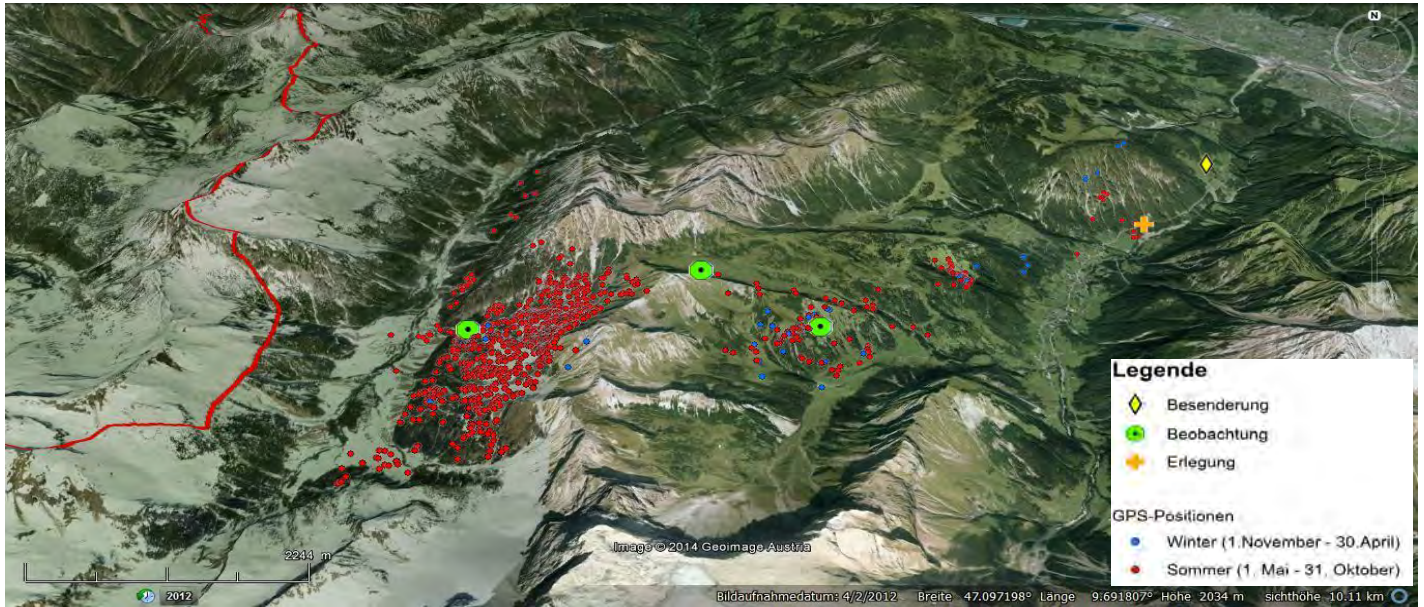 N
Legende
Besenderung
Beobachtung
Erlegung
GPS-Positionen
Winter (1.November - 30.April)
Sommer (1. Mai - 31. Oktober)
2244 m
Image © 2014 Geoimage Austria
2012
Bildaufnahmedatum: 4/2/2012 Breite 47.097198° Länge 9.691807° Höhe 2034 m sichthöhe 10.11 km